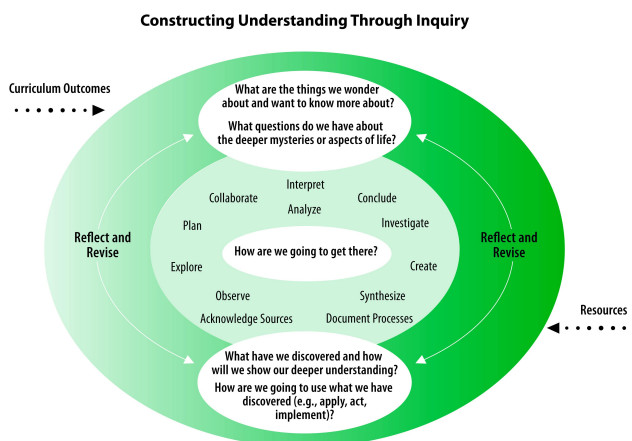 Constructing Understanding Through Inquiry
Curriculum Outcomes
What are the things we wonder
about and want to know more about?
What questions do we have about
the deeper mysteries or aspects of life?
Interpret
Collaborate
Conclude
Analyze
Plan
Investigate
Reflect and
Revise
How are we going to get there?
Reflect and
Revise
Explore
Create
Observe
Synthesize
Acknowledge Sources
Document Processes
Resources
What have we discovered and how
will we show our deeper understanding?
How are we going to use what we have
discovered (e.g., apply, act,
implement)?